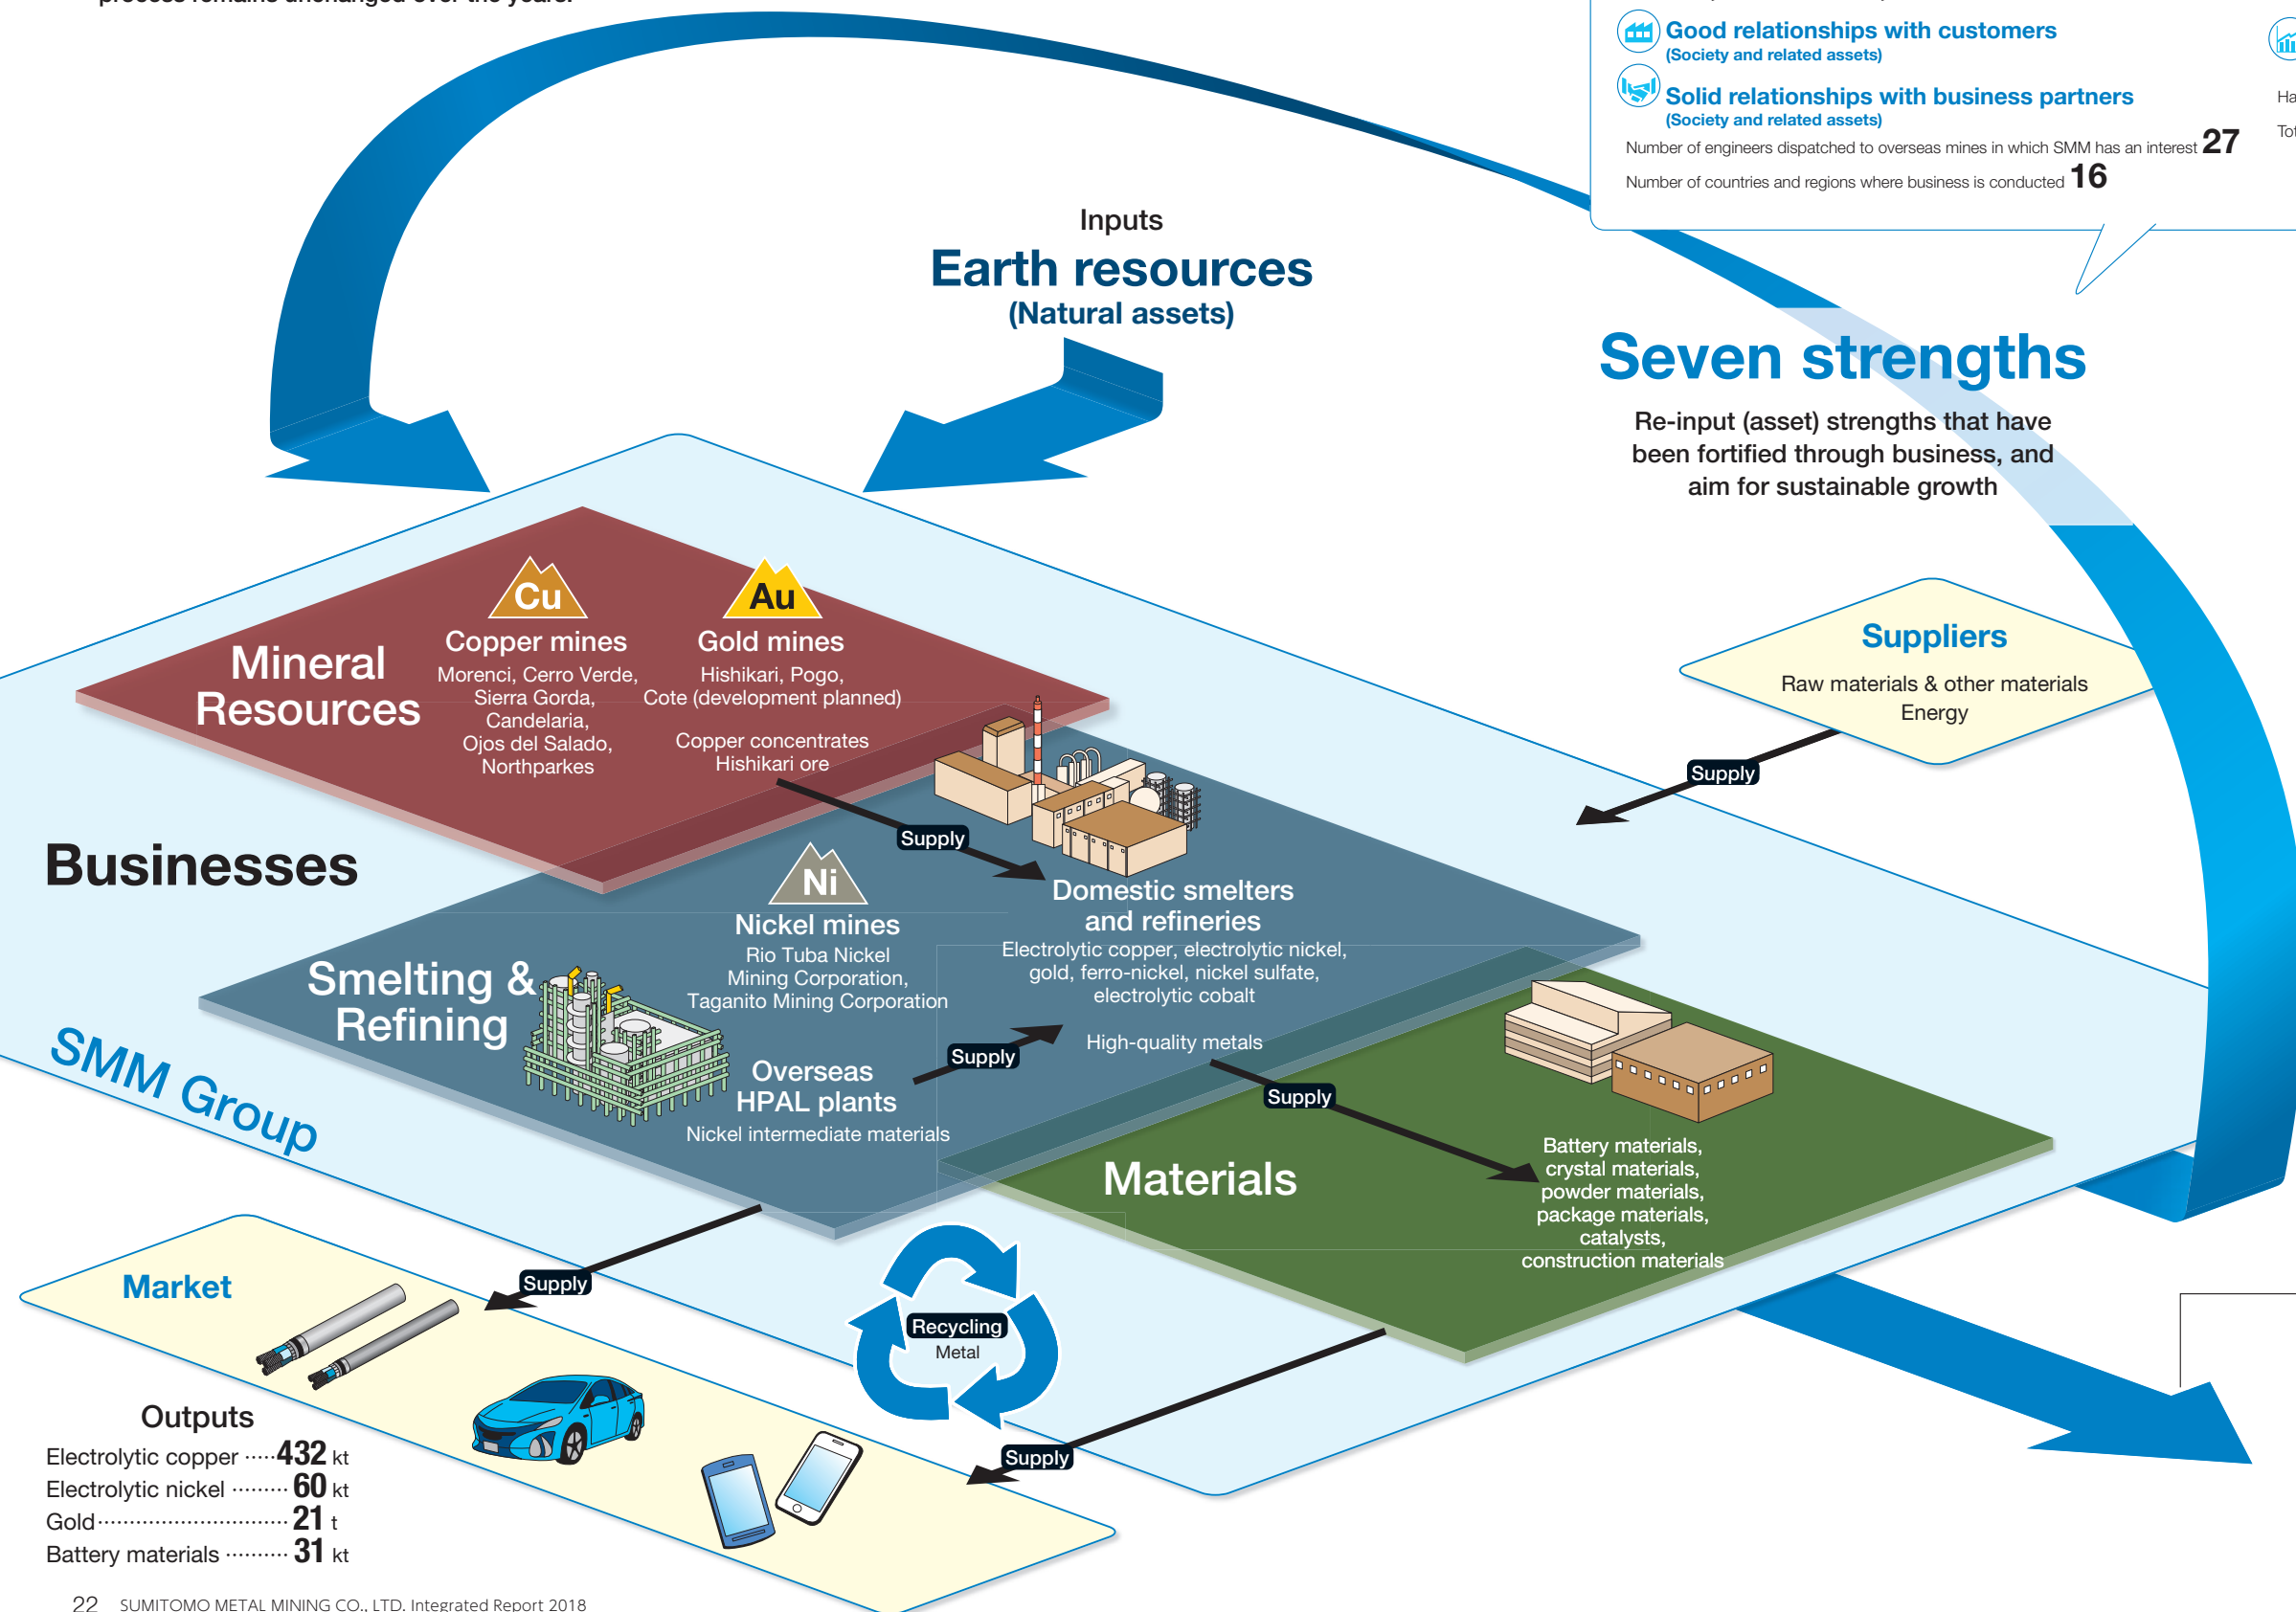 process remains unchanged over the years.
Good relationships with customers
(Society and related assets)
Solid relationships with business partners
(Society and related assets)
Number of engineers dispatched to overseas mines in which SMM has an interest 27
Number of countries and regions where business is conducted 16
Inputs
Earth resources
(Natural assets)
Seven strengths
Re-input (asset) strengths that have
been fortified through business, and
aim for sustainable growth
Suppliers
Raw materials & other materials
Energy
Supply
Businesses
SMM Group
Mineral
Resources
Cu
Copper mines
Morenci, Cerro Verde,
Sierra Gorda,
Candelaria,
Ojos del Salado,
Northparkes
Au
Gold mines
Hishikari, Pogo,
Cote (development planned)
Copper concentrates
Hishikari ore
Supply
Smelting &
Refining
Ni
Nickel mines
Rio Tuba Nickel
Mining Corporation,
Taganito Mining Corporation
Overseas
HPAL plants
Nickel intermediate materials
Supply
Domestic smelters
and refineries
Electrolytic copper, electrolytic nickel,
gold, ferro-nickel, nickel sulfate,
electrolytic cobalt
High-quality metals
Supply
Materials
Battery materials,
crystal materials,
powder materials,
package materials,
catalysts,
construction materials
Supply
Recycling
Metal
Supply
Market
Outputs
Electrolytic copper ·····432 kt
Electrolytic nickel ········· 60 kt
Gold····························· 21 t
Battery materials ·········· 31 kt
22 SUMITOMO METAL MINING CO., LTD. Integrated Report 2018